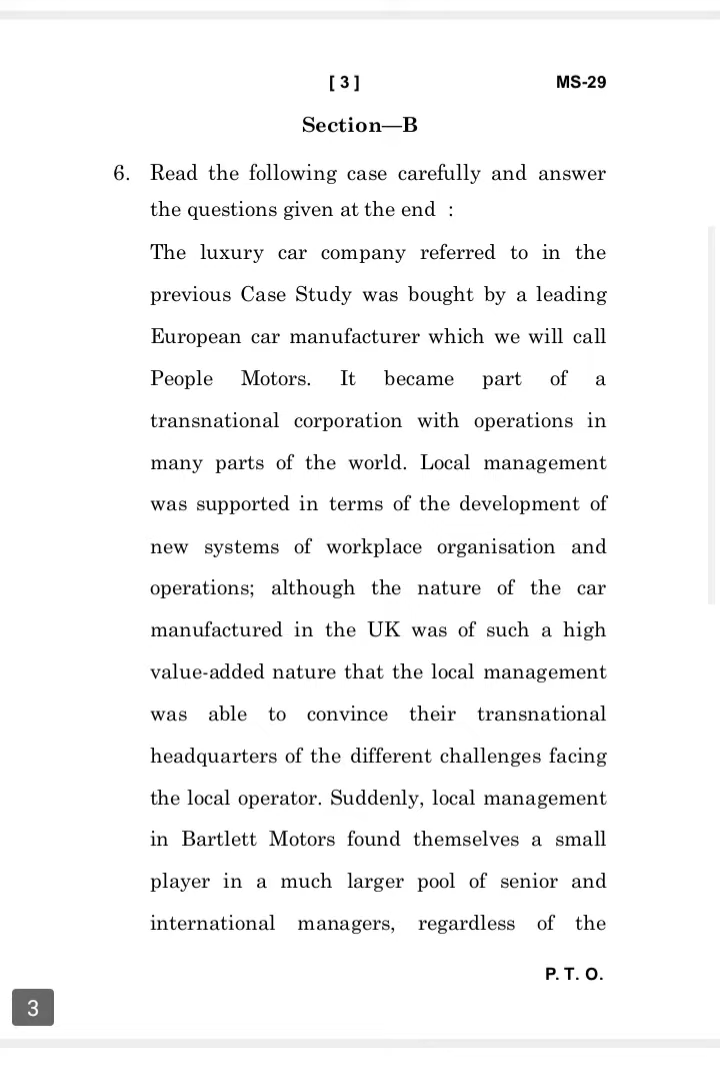 [ 3 ] MS-29
Section—B
6. Read the following case carefully and answer
the questions given at the end :
The luxury car company referred to in the
previous Case Study was bought by a leading
European car manufacturer which we will call
People Motors. It became part of a
transnational corporation with operations in
many parts of the world. Local management
was supported in terms of the development of
new systems of workplace organisation and
operations; although the nature of the car
manufactured in the UK was of such a high
value-added nature that the local management
was able to convince their transnational
headquarters of the different challenges facing
the local operator. Suddenly, local management
in Bartlett Motors found themselves a small
player in a much larger pool of senior and
international managers, regardless of the
P. T. O.
3